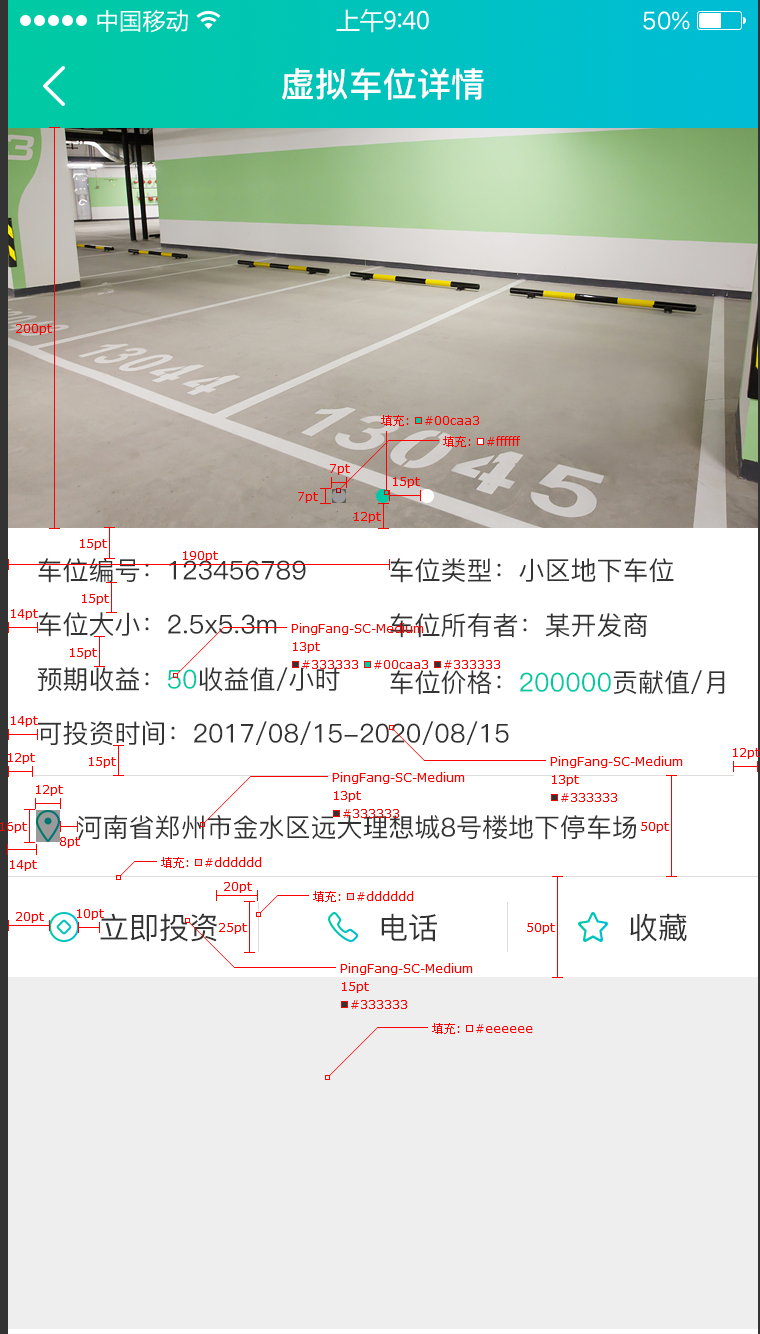 中国移动 上午9:40 50%
虚拟车位详情
3
200pt
13044
13045
填充: #00caa3
填充: #ffffff
7pt
7pt
15pt
12pt
15pt
190pt
车位编号：123456789 车位类型：小区地下车位
15pt
14pt
车位大小：2.5x5.3m 车位所有者：某开发商
PingFang-SC-Medium
13pt
#333333 #00caa3 #333333
15pt
预期收益：50收益值/小时 车位价格：200000贡献值/月
14pt
可投资时间：2017/08/15-2020/08/15
12pt
15pt
PingFang-SC-Medium
13pt
#333333
12pt
12pt
PingFang-SC-Medium
13pt
#333333
16pt
8pt
河南省郑州市金水区远大理想城8号楼地下停车场
50pt
14pt
填充: #dddddd
20pt
填充: #dddddd
20pt
10pt
立即投资
25pt
电话
50pt
收藏
PingFang-SC-Medium
15pt
#333333
填充: #eeeeee